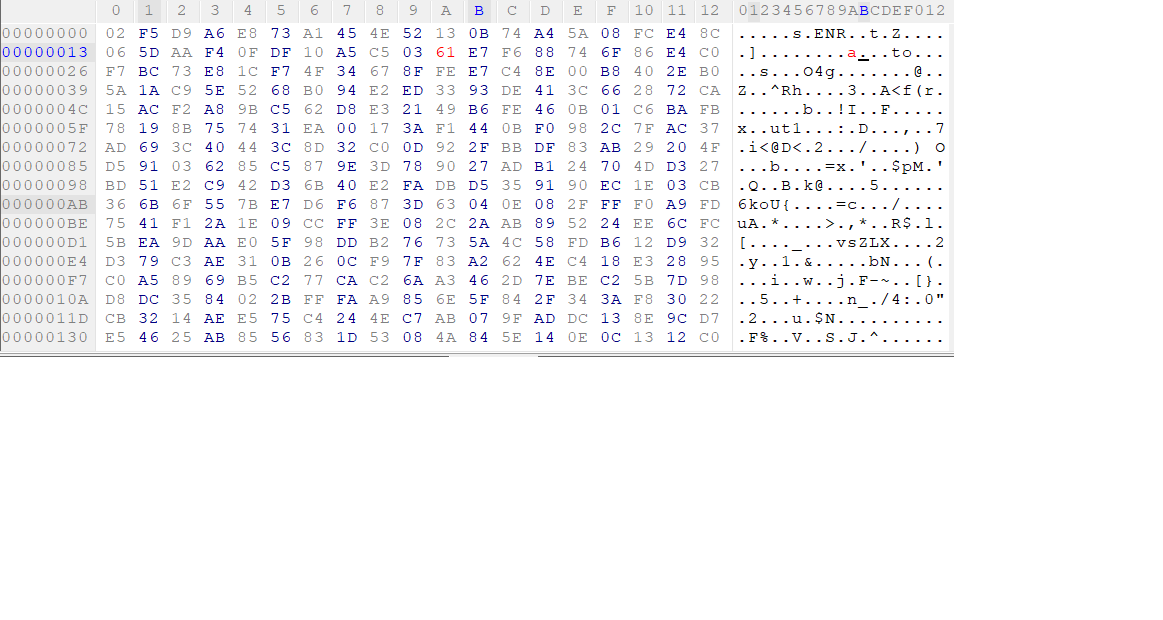 0 1 2 3 4 5 6 7 8 9 A B C D E F 10 11 12 0123456789ABCDEF012
00000000 02 F5 D9 A6 E8 73 A1 45 4E 52 13 0B 74 A4 5A 08 FC E4 8C .....s.ENR..t.Z....
00000013 06 5D AA F4 0F DF 10 A5 C5 03 61 E7 F6 88 74 6F 86 E4 C0 .]........a_..to...
00000026 F7 BC 73 E8 1C F7 4F 34 67 8F FE E7 C4 8E 00 B8 40 2E B0 ..s...O4g.......@..
00000039 5A 1A C9 5E 52 68 B0 94 E2 ED 33 93 DE 41 3C 66 28 72 CA Z..^Rh....3..A<f(r.
0000004C 15 AC F2 A8 9B C5 62 D8 E3 21 49 B6 FE 46 0B 01 C6 BA FB ......b..!I..F.....
0000005F 78 19 8B 75 74 31 EA 00 17 3A F1 44 0B F0 98 2C 7F AC 37 x..ut1...:.D...,..7
00000072 AD 69 3C 40 44 3C 8D 32 C0 0D 92 2F BB DF 83 AB 29 20 4F .i<@D<.2.../....) O
00000085 D5 91 03 62 85 C5 87 9E 3D 78 90 27 AD B1 24 70 4D D3 27 ...b....=x.'..$pM.'
00000098 BD 51 E2 C9 42 D3 6B 40 E2 FA DB D5 35 91 90 EC 1E 03 CB .Q..B.k@....5......
000000AB 36 6B 6F 55 7B E7 D6 F6 87 3D 63 04 0E 08 2F FF F0 A9 FD 6koU{....=c.../....
000000BE 75 41 F1 2A 1E 09 CC FF 3E 08 2C 2A AB 89 52 24 EE 6C FC uA.*....>.,*..R$.l.
000000D1 5B EA 9D AA E0 5F 98 DD B2 76 73 5A 4C 58 FD B6 12 D9 32 [...._...vsZLX....2
000000E4 D3 79 C3 AE 31 0B 26 0C F9 7F 83 A2 62 4E C4 18 E3 28 95 .y..1.&.....bN...(.
000000F7 C0 A5 89 69 B5 C2 77 CA C2 6A A3 46 2D 7E BE C2 5B 7D 98 ...i..w..j.F-~..[}.
0000010A D8 DC 35 84 02 2B FF FA A9 85 6E 5F 84 2F 34 3A F8 30 22 ..5..+....n_./4:.0"
0000011D CB 32 14 AE E5 75 C4 24 4E C7 AB 07 9F AD DC 13 8E 9C D7 .2...u.$N..........
00000130 E5 46 25 AB 85 56 83 1D 53 08 4A 84 5E 14 0E 0C 13 12 C0 .F%..V..S.J.^......